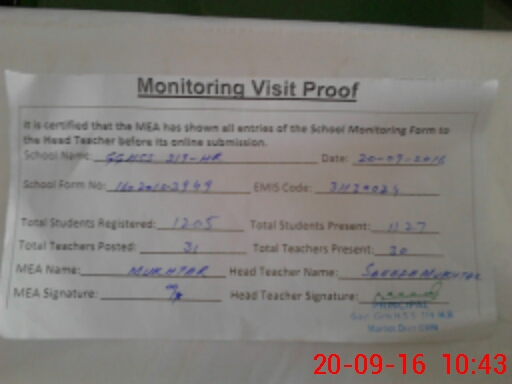 Monitoring Visit Proof
It is certified that the MEA has shown all entries of the School Monitoring Form to
the Head Teacher before its online submission.
School Name: GGHSS 219-HR Date: 20-09-2016
School Form No: EMIS Code:
Total Students Registered: 1205 Total Students Present: 1127
Total Teachers Posted: 31 Total Teachers Present: 30
MEA Name: MUKHTAR Head Teacher Name:
MEA Signature: Head Teacher Signature:
PRINCIPAL
20-09-16 10:43